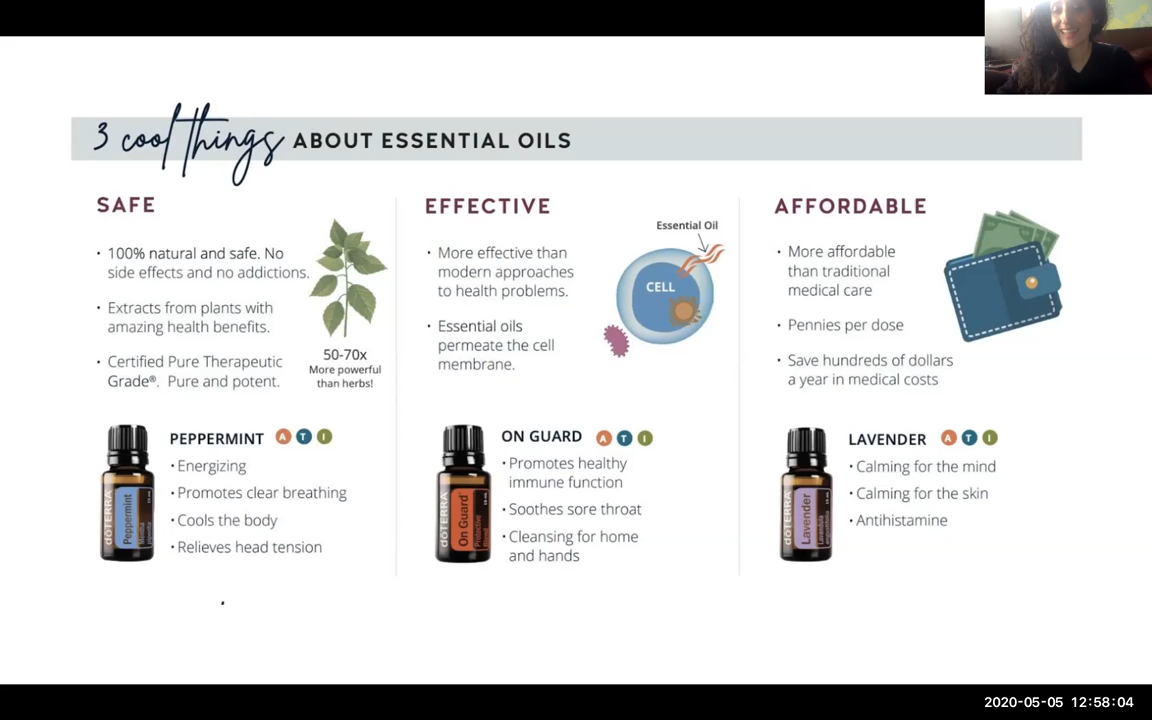 3 cool things ABOUT ESSENTIAL OILS
SAFE
• 100% natural and safe. No
side effects and no addictions.
• Extracts from plants with
amazing health benefits.
• Certified Pure Therapeutic
Grade®. Pure and potent.
50-70x
More powerful
than herbs!
PEPPERMINT A T I
• Energizing
• Promotes clear breathing
• Cools the body
• Relieves head tension
dōTERRA
Peppermint
EFFECTIVE
• More effective than
modern approaches
to health problems.
• Essential oils
permeate the cell
membrane.
Essential Oil
CELL
ON GUARD A T I
• Promotes healthy
immune function
• Soothes sore throat
• Cleansing for home
and hands
dōTERRA
On Guard
AFFORDABLE
• More affordable
than traditional
medical care
• Pennies per dose
• Save hundreds of dollars
a year in medical costs
LAVENDER A T I
• Calming for the mind
• Calming for the skin
• Antihistamine
dōTERRA
Lavender
2020-05-05 12:58:04